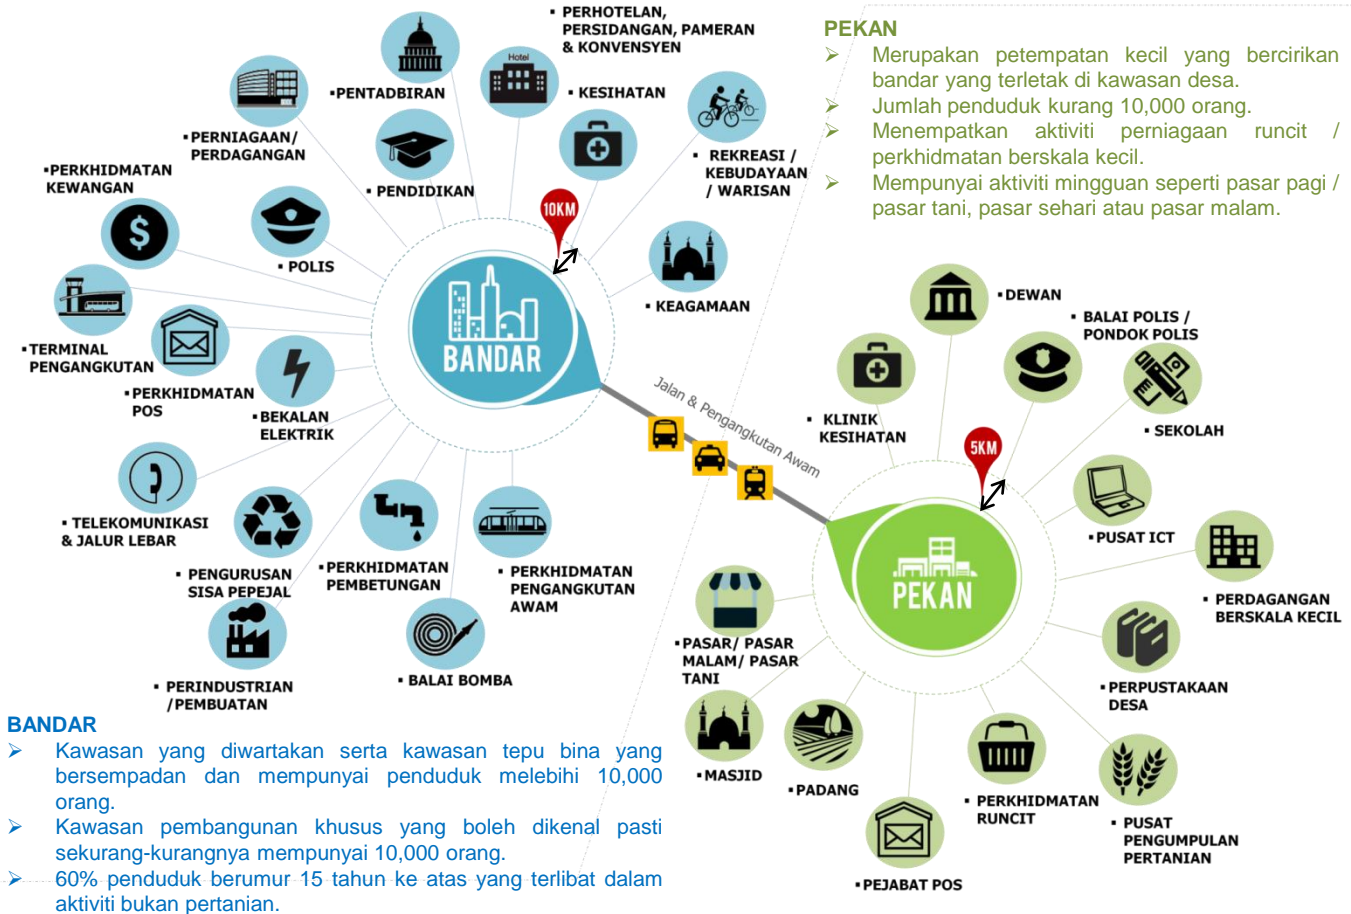 ▪ PERHOTELAN,
PERSIDANGAN, PAMERAN
& KONVENSYEN
Hotel
▪PENTADBIRAN
▪ KESIHATAN
▪ PERNIAGAAN/
PERDAGANGAN
▪ PENDIDIKAN
▪ REKREASI /
KEBUDAYAAN
/ WARISAN
▪PERKHIDMATAN
KEWANGAN
$
▪ POLIS
10KM
▪ KEAGAMAAN
▪TERMINAL
PENGANGKUTAN
▪PERKHIDMATAN
POS
▪BEKALAN
ELEKTRIK
BANDAR
▪ TELEKOMUNIKASI
& JALUR LEBAR
▪ PENGURUSAN
SISA PEPEJAL
▪PERKHIDMATAN
PEMBETUNGAN
▪ PERKHIDMATAN
PENGANGKUTAN
AWAM
▪ PERINDUSTRIAN
/PEMBUATAN
▪ BALAI BOMBA
Jalan & Pengangkutan Awam
PEKAN
➢ Merupakan petempatan kecil yang bercirikan
bandar yang terletak di kawasan desa.
➢ Jumlah penduduk kurang 10,000 orang.
➢ Menempatkan aktiviti perniagaan runcit /
perkhidmatan berskala kecil.
➢ Mempunyai aktiviti mingguan seperti pasar pagi /
pasar tani, pasar sehari atau pasar malam.
▪DEWAN
▪ BALAI POLIS /
PONDOK POLIS
▪ KLINIK
KESIHATAN
▪ SEKOLAH
5KM
▪PUSAT ICT
PEKAN
▪ PERDAGANGAN
BERSKALA KECIL
▪PASAR/ PASAR
MALAM/ PASAR
TANI
▪PERPUSTAKAAN
DESA
▪MASJID
▪PADANG
▪ PERKHIDMATAN
RUNCIT
▪ PUSAT
PENGUMPULAN
PERTANIAN
▪PEJABAT POS
BANDAR
➢ Kawasan yang diwartakan serta kawasan tepu bina yang
bersempadan dan mempunyai penduduk melebihi 10,000
orang.
➢ Kawasan pembangunan khusus yang boleh dikenal pasti
sekurang-kurangnya mempunyai 10,000 orang.
➢ 60% penduduk berumur 15 tahun ke atas yang terlibat dalam
aktiviti bukan pertanian.